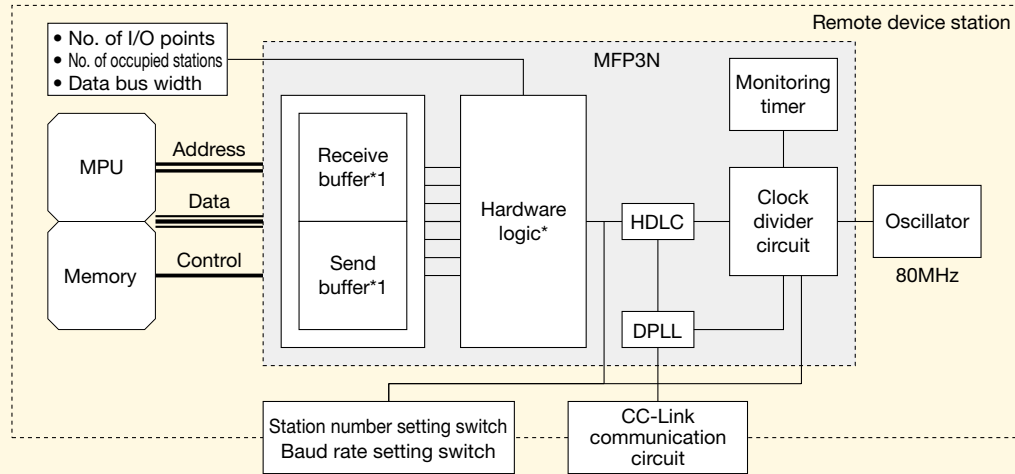 Remote device station
• No. of I/O points
• No. of occupied stations
• Data bus width
MFP3N
Monitoring
timer
MPU
Memory
Address
Data
Control
Receive
buffer*1
Send
buffer*1
Hardware
logic*
HDLC
DPLL
Clock
divider
circuit
Oscillator
80MHz
Station number setting switch
Baud rate setting switch
CC-Link
communication
circuit